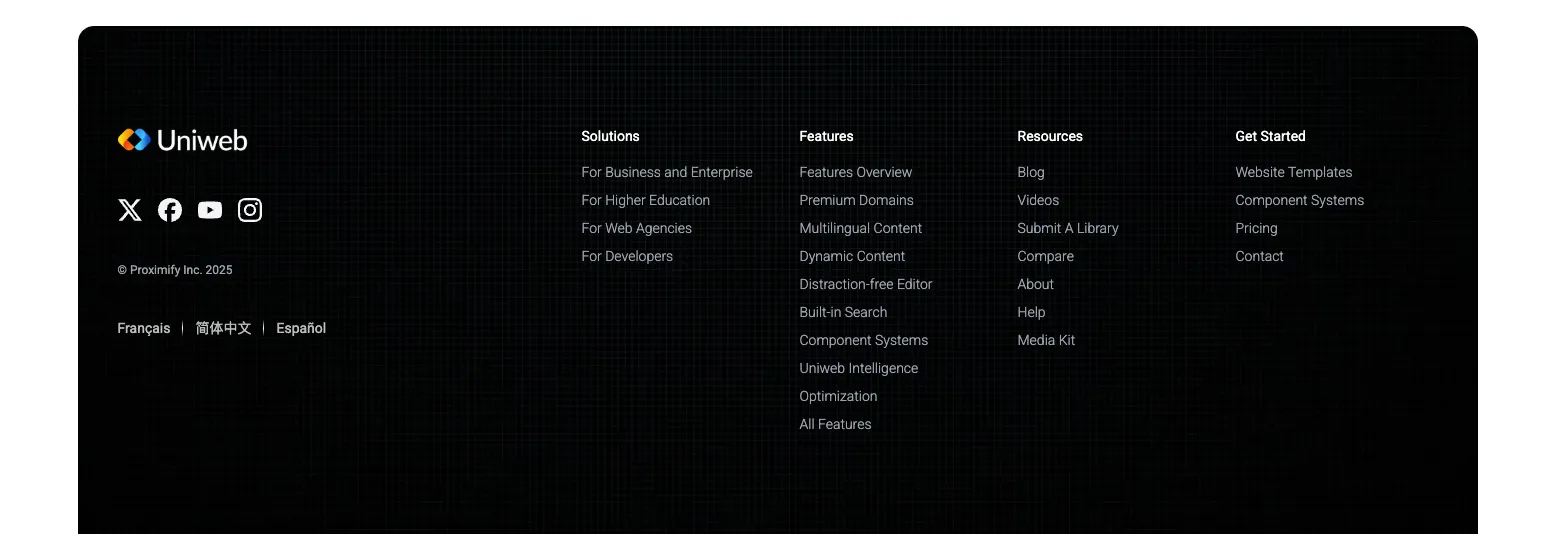 Uniweb
© Proximify Inc. 2025
Français | 简体中文 | Español
Solutions
For Business and Enterprise
For Higher Education
For Web Agencies
For Developers
Features
Features Overview
Premium Domains
Multilingual Content
Dynamic Content
Distraction-free Editor
Built-in Search
Component Systems
Uniweb Intelligence
Optimization
All Features
Resources
Blog
Videos
Submit A Library
Compare
About
Help
Media Kit
Get Started
Website Templates
Component Systems
Pricing
Contact